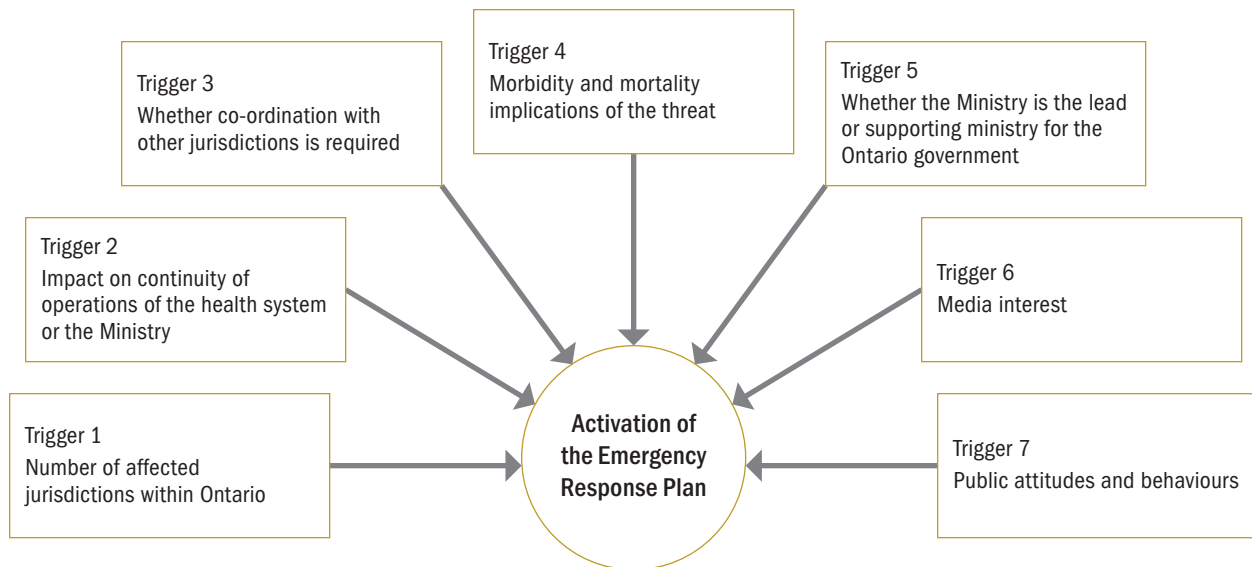 Trigger 4
Morbidity and mortality
implications of the threat
Trigger 3
Whether co-ordination with
other jurisdictions is required
Trigger 5
Whether the Ministry is the lead
or supporting ministry for the
Ontario government
Trigger 2
Impact on continuity of
operations of the health system
or the Ministry
Trigger 6
Media interest
Trigger 1
Number of affected
jurisdictions within Ontario
Activation of
the Emergency
Response Plan
Trigger 7
Public attitudes and behaviours